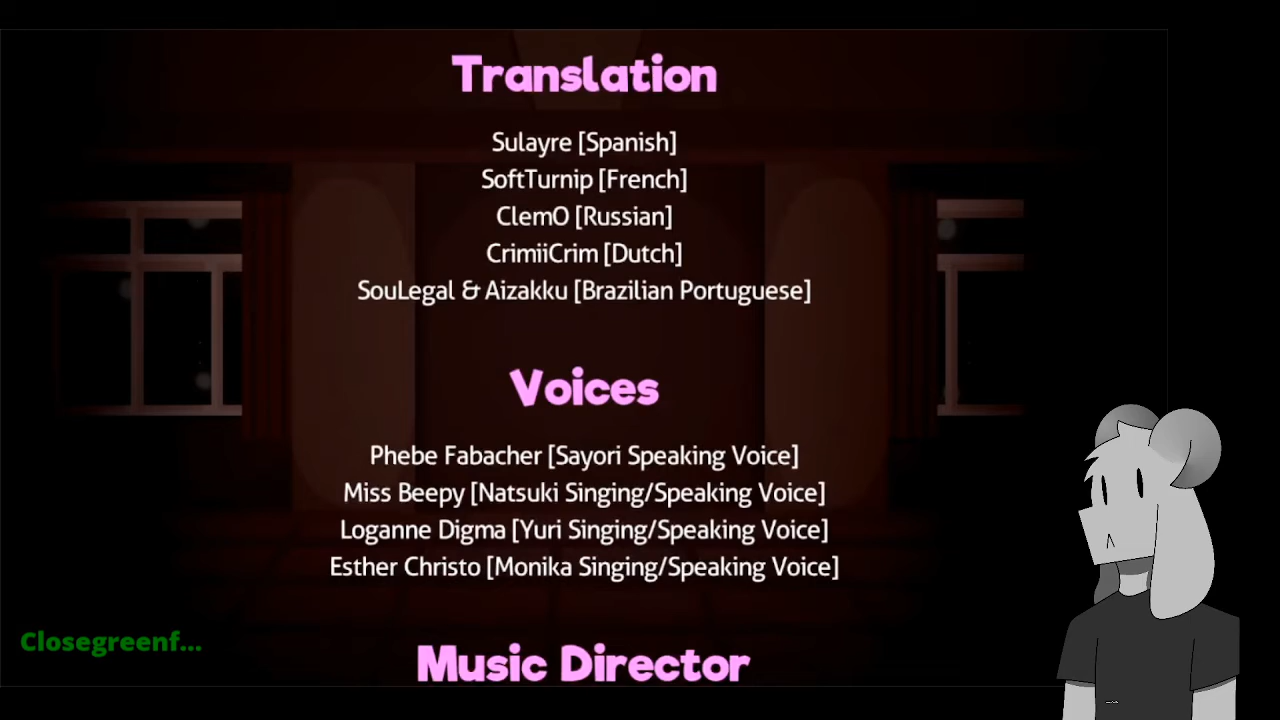 Translation
Sulayre [Spanish]
SoftTurnip [French]
ClemO [Russian]
CrimiiCrim [Dutch]
SouLegal & Aizakku [Brazilian Portuguese]
Voices
Phebe Fabacher [Sayori Speaking Voice]
Miss Beepy [Natsuki Singing/Speaking Voice]
Loganne Digma [Yuri Singing/Speaking Voice]
Esther Christo [Monika Singing/Speaking Voice]
Closegreenf...
Music Director